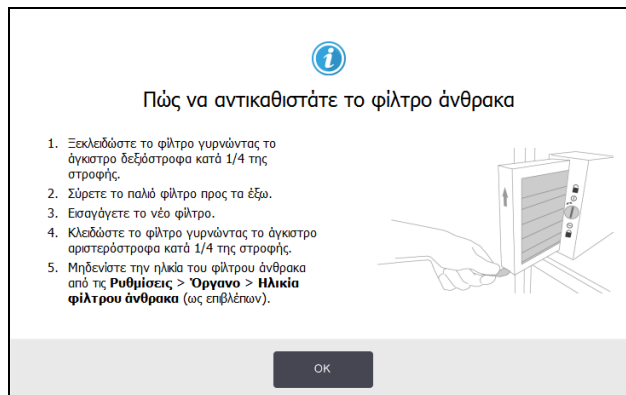 Πώς να αντικαθιστάτε το φίλτρο άνθρακα
1. Ξεκλειδώστε το φίλτρο γυρνώντας το
άγκιστρο δεξιόστροφα κατά 1/4 της
στροφής.
2. Σύρετε το παλιό φίλτρο προς τα έξω.
3. Εισαγάγετε το νέο φίλτρο.
4. Κλειδώστε το φίλτρο γυρνώντας το άγκιστρο
αριστερόστροφα κατά 1/4 της στροφής.
5. Μηδενίστε την ηλικία του φίλτρου άνθρακα
από τις Ρυθμίσεις > Όργανο > Ηλικία
φίλτρου άνθρακα (ως επιβλέπων).
OK